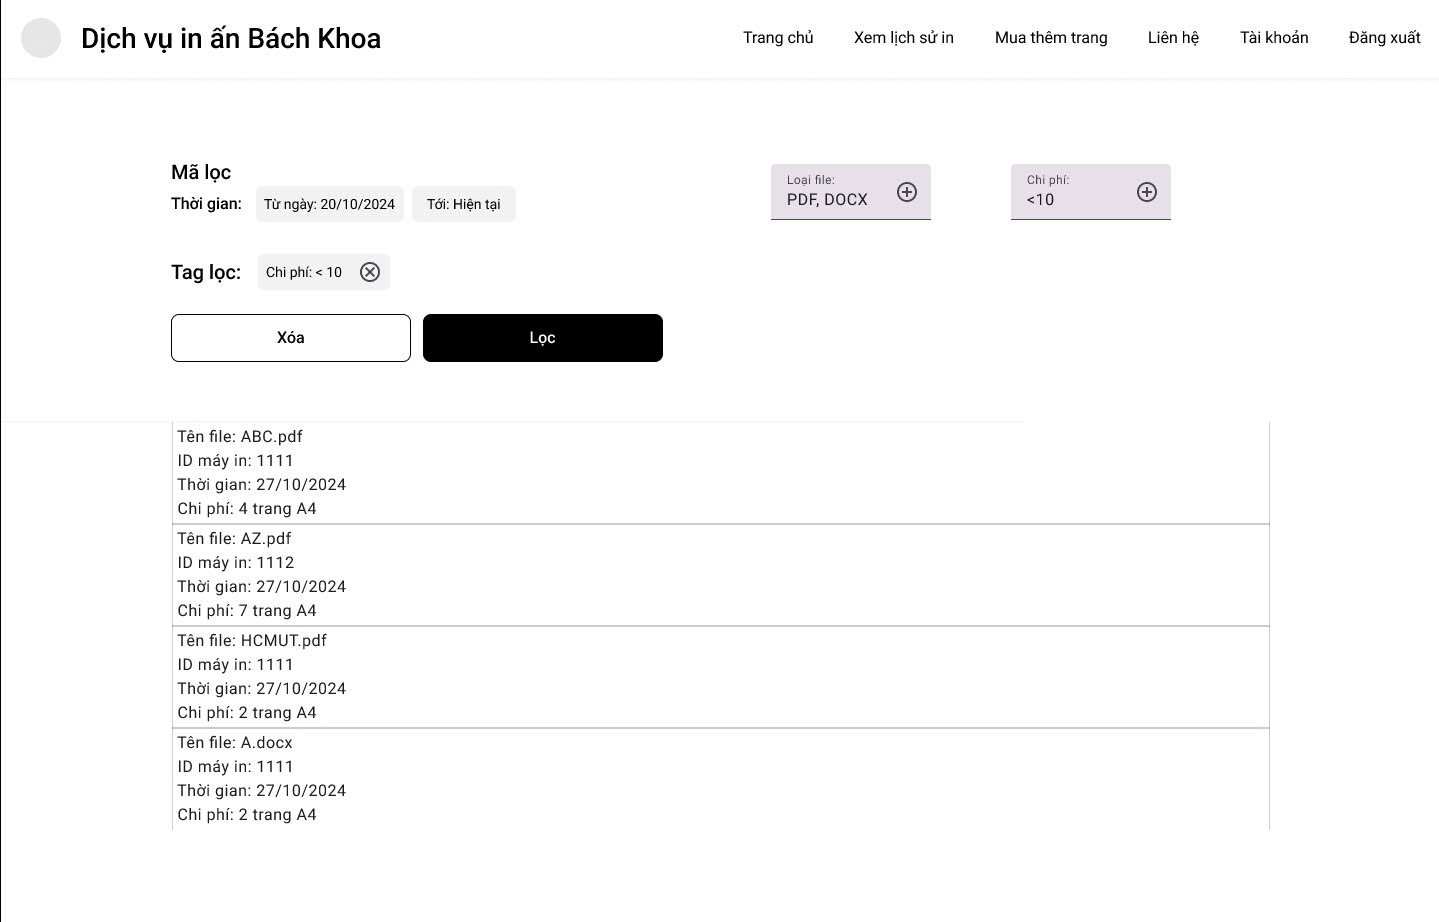 Dịch vụ in ấn Bách Khoa
Trang chủ
Xem lịch sử in
Mua thêm trang
Liên hệ
Tài khoản
Đăng xuất
Mã lọc
Thời gian:
Từ ngày: 20/10/2024
Tới: Hiện tại
Loại file:
PDF, DOCX
Chi phí:
<10
Tag lọc:
Chi phí: < 10
Xóa
Lọc
Tên file: ABC.pdf
ID máy in: 1111
Thời gian: 27/10/2024
Chi phí: 4 trang A4
Tên file: AZ.pdf
ID máy in: 1112
Thời gian: 27/10/2024
Chi phí: 7 trang A4
Tên file: HCMUT.pdf
ID máy in: 1111
Thời gian: 27/10/2024
Chi phí: 2 trang A4
Tên file: A.docx
ID máy in: 1111
Thời gian: 27/10/2024
Chi phí: 2 trang A4